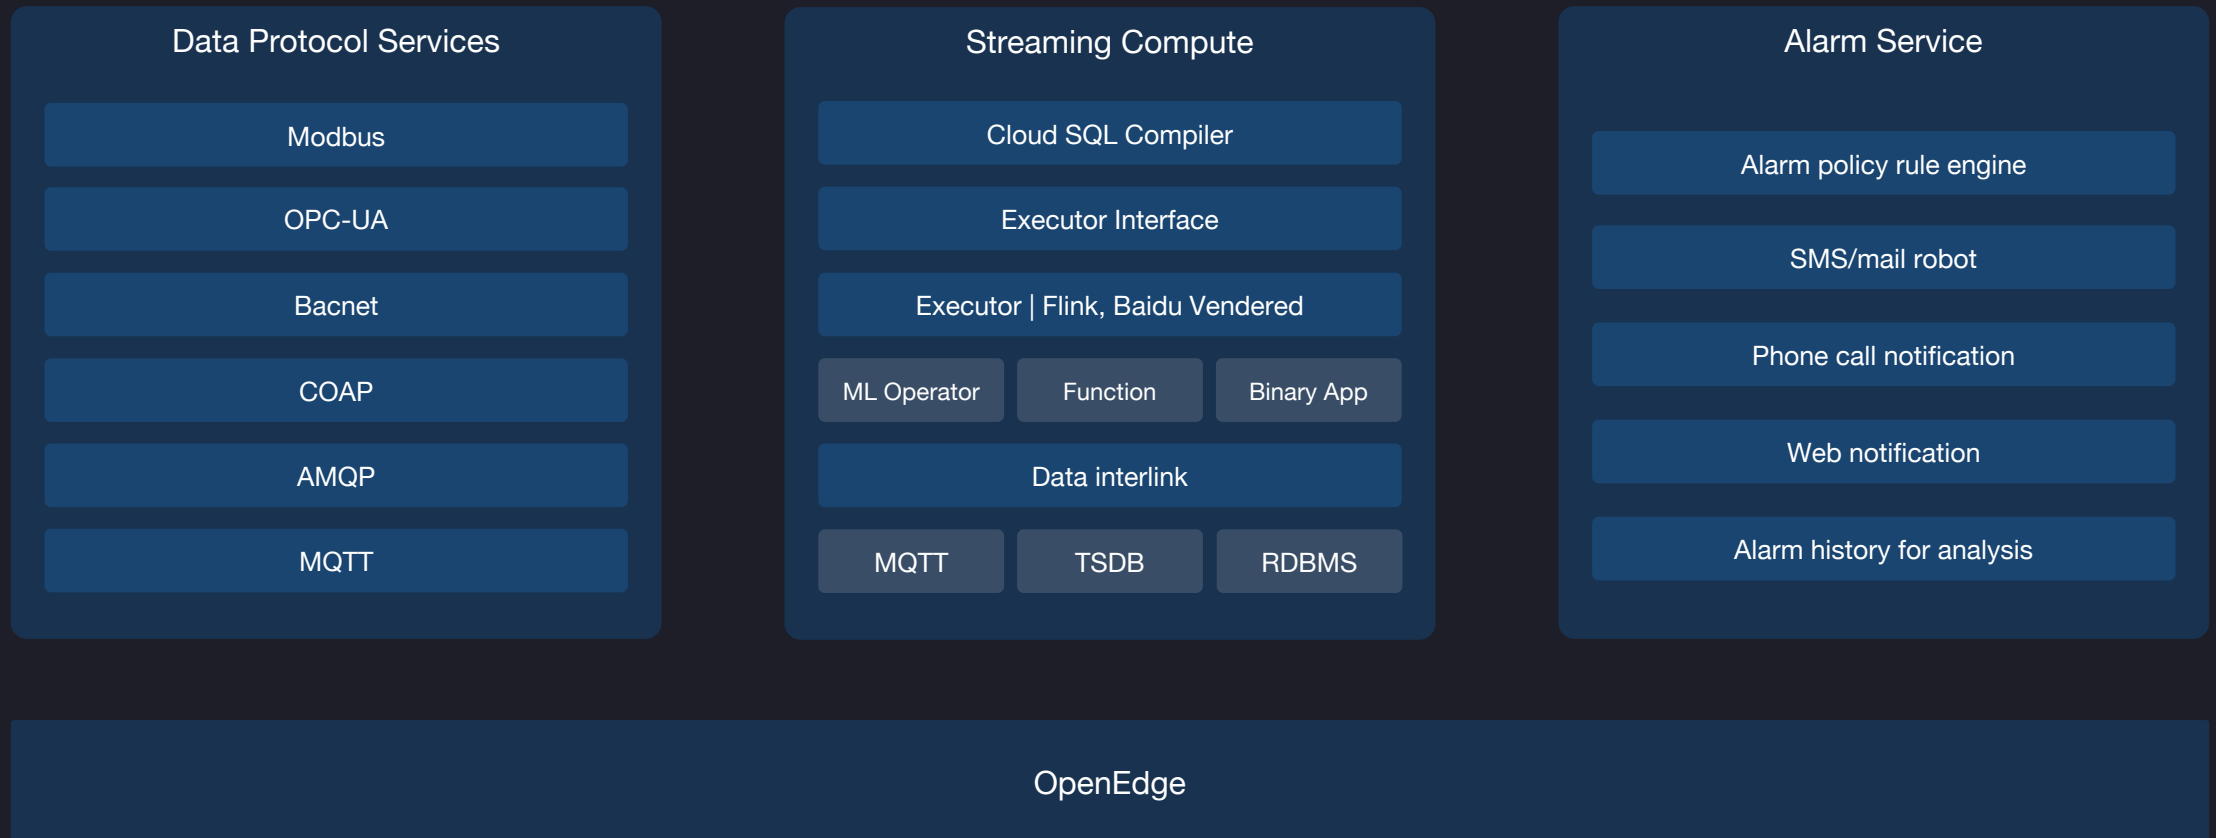 Data Protocol Services
Modbus
OPC-UA
Bacnet
COAP
AMQP
MQTT
Streaming Compute
Cloud SQL Compiler
Executor Interface
Executor | Flink, Baidu Vendered
ML Operator
Function
Binary App
Data interlink
MQTT
TSDB
RDBMS
Alarm Service
Alarm policy rule engine
SMS/mail robot
Phone call notification
Web notification
Alarm history for analysis
OpenEdge